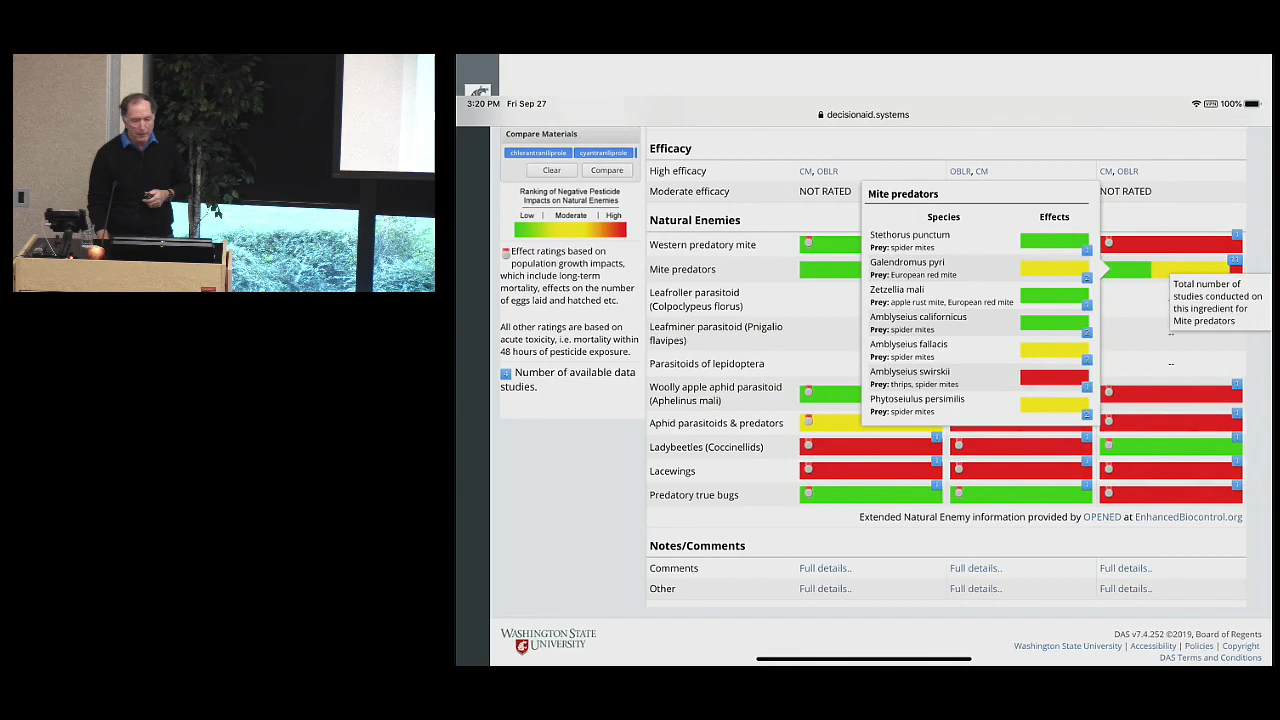 3:20 PM Fri Sep 27
VPN 100%
decisionaid.systems
Compare Materials
chlorantraniliprole cyantraniliprole
Clear Compare
Ranking of Negative Pesticide
Impacts on Natural Enemies
Low | Moderate | High
Effect ratings based on
population growth impacts,
which include long-term
mortality, effects on the number
of eggs laid and hatched etc.
All other ratings are based on
acute toxicity, i.e. mortality within
48 hours of pesticide exposure.
4 Number of available data
studies.
Efficacy
High efficacy CM, OBLR OBLR, CM CM, OBLR
Moderate efficacy NOT RATED NOT RATED
Natural Enemies
Western predatory mite
Mite predators
Leafroller parasitoid
(Colpoclypeus florus)
Leafminer parasitoid (Pnigalio
flavipes)
--
Parasitoids of lepidoptera --
Woolly apple aphid parasitoid
(Aphelinus mali)
Aphid parasitoids & predators
Ladybeetles (Coccinellids)
Lacewings
Predatory true bugs
Mite predators
Species Effects
Stethorus punctum
Prey: spider mites
Galendromus pyri
Prey: European red mite
Zetzellia mali
Prey: apple rust mite, European red mite
Amblyseius californicus
Prey: spider mites
Amblyseius fallacis
Prey: spider mites
Amblyseius swirskii
Prey: thrips, spider mites
Phytoseiulus persimilis
Prey: spider mites
Total number of
studies conducted on
this ingredient for
Mite predators
Extended Natural Enemy information provided by OPENED at EnhancedBiocontrol.org
Notes/Comments
Comments Full details.. Full details.. Full details..
Other Full details.. Full details.. Full details..
WASHINGTON STATE
UNIVERSITY
DAS v7.4.252 ©2019, Board of Regents
Washington State University | Accessibility | Policies | Copyright
DAS Terms and Conditions